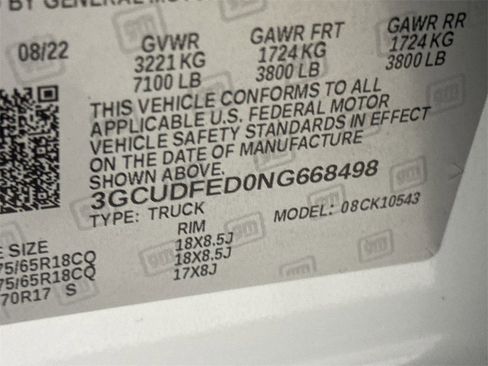 D BY GENERAL MOTOR
08/22 GVWR GAWR FRT GAWR RR
3221 KG 1724 KG 1724 KG
7100 LB 3800 LB 3800 LB
THIS VEHICLE CONFORMS TO ALL
APPLICABLE U.S. FEDERAL MOTOR
VEHICLE SAFETY STANDARDS IN EFFECT
ON THE DATE OF MANUFACTURE
SHOWN ABOVE.
3GCUDFED0NG668498
TYPE: TRUCK MODEL: 08CK10543
E SIZE RIM
75/65R18CQ 18X8.5J
75/65R18CQ 18X8.5J
70R17 S 17X8J
gm